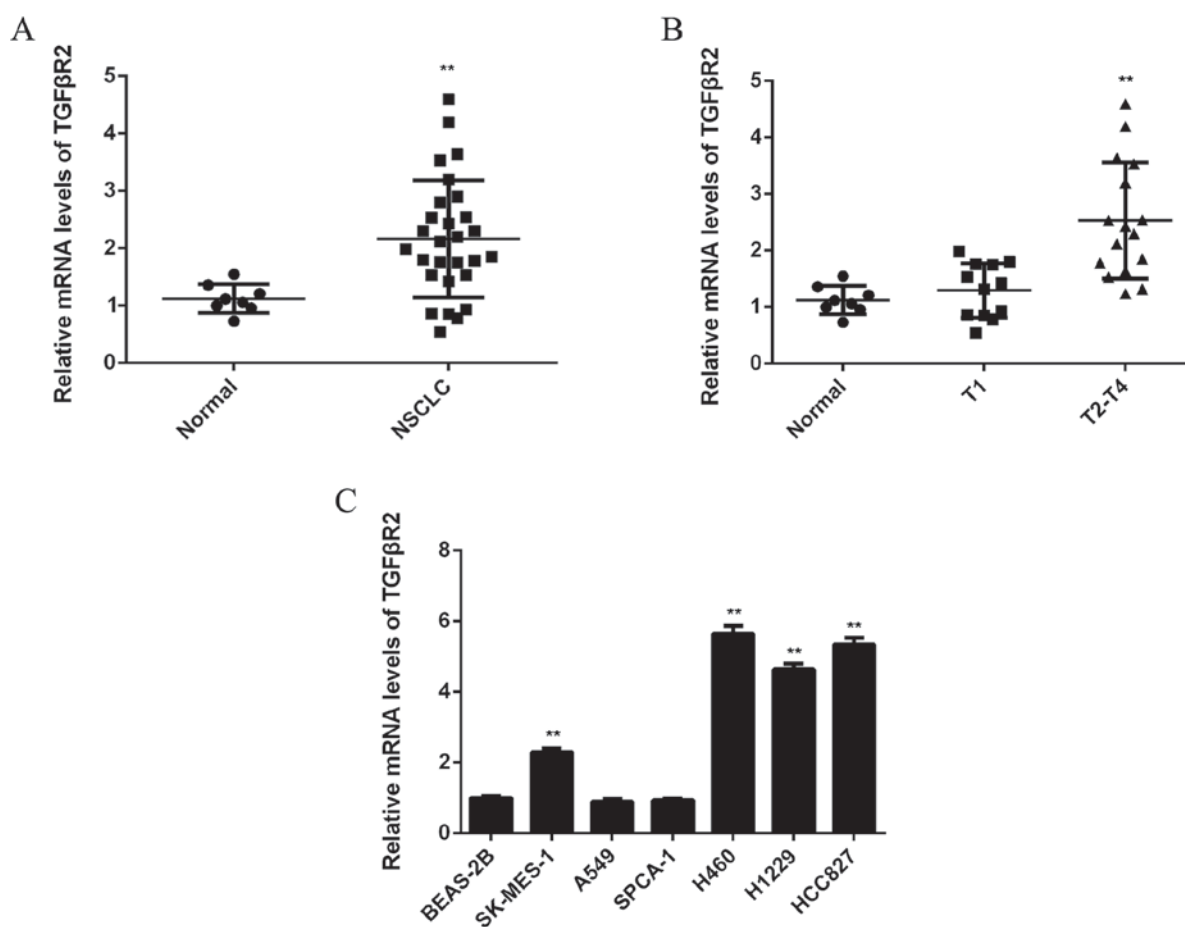 A
Relative mRNA levels of TGFβR2
5
4
3
2
1
0
**
Normal
NSCLC
B
Relative mRNA levels of TGFβR2
5
4
3
2
1
0
**
Normal
T1
T2-T4
C
Relative mRNA levels of TGFβR2
8
6
4
2
0
**
**
**
**
BEAS-2B
SK-MES-1
A549
SPCA-1
H460
H1229
HCC827